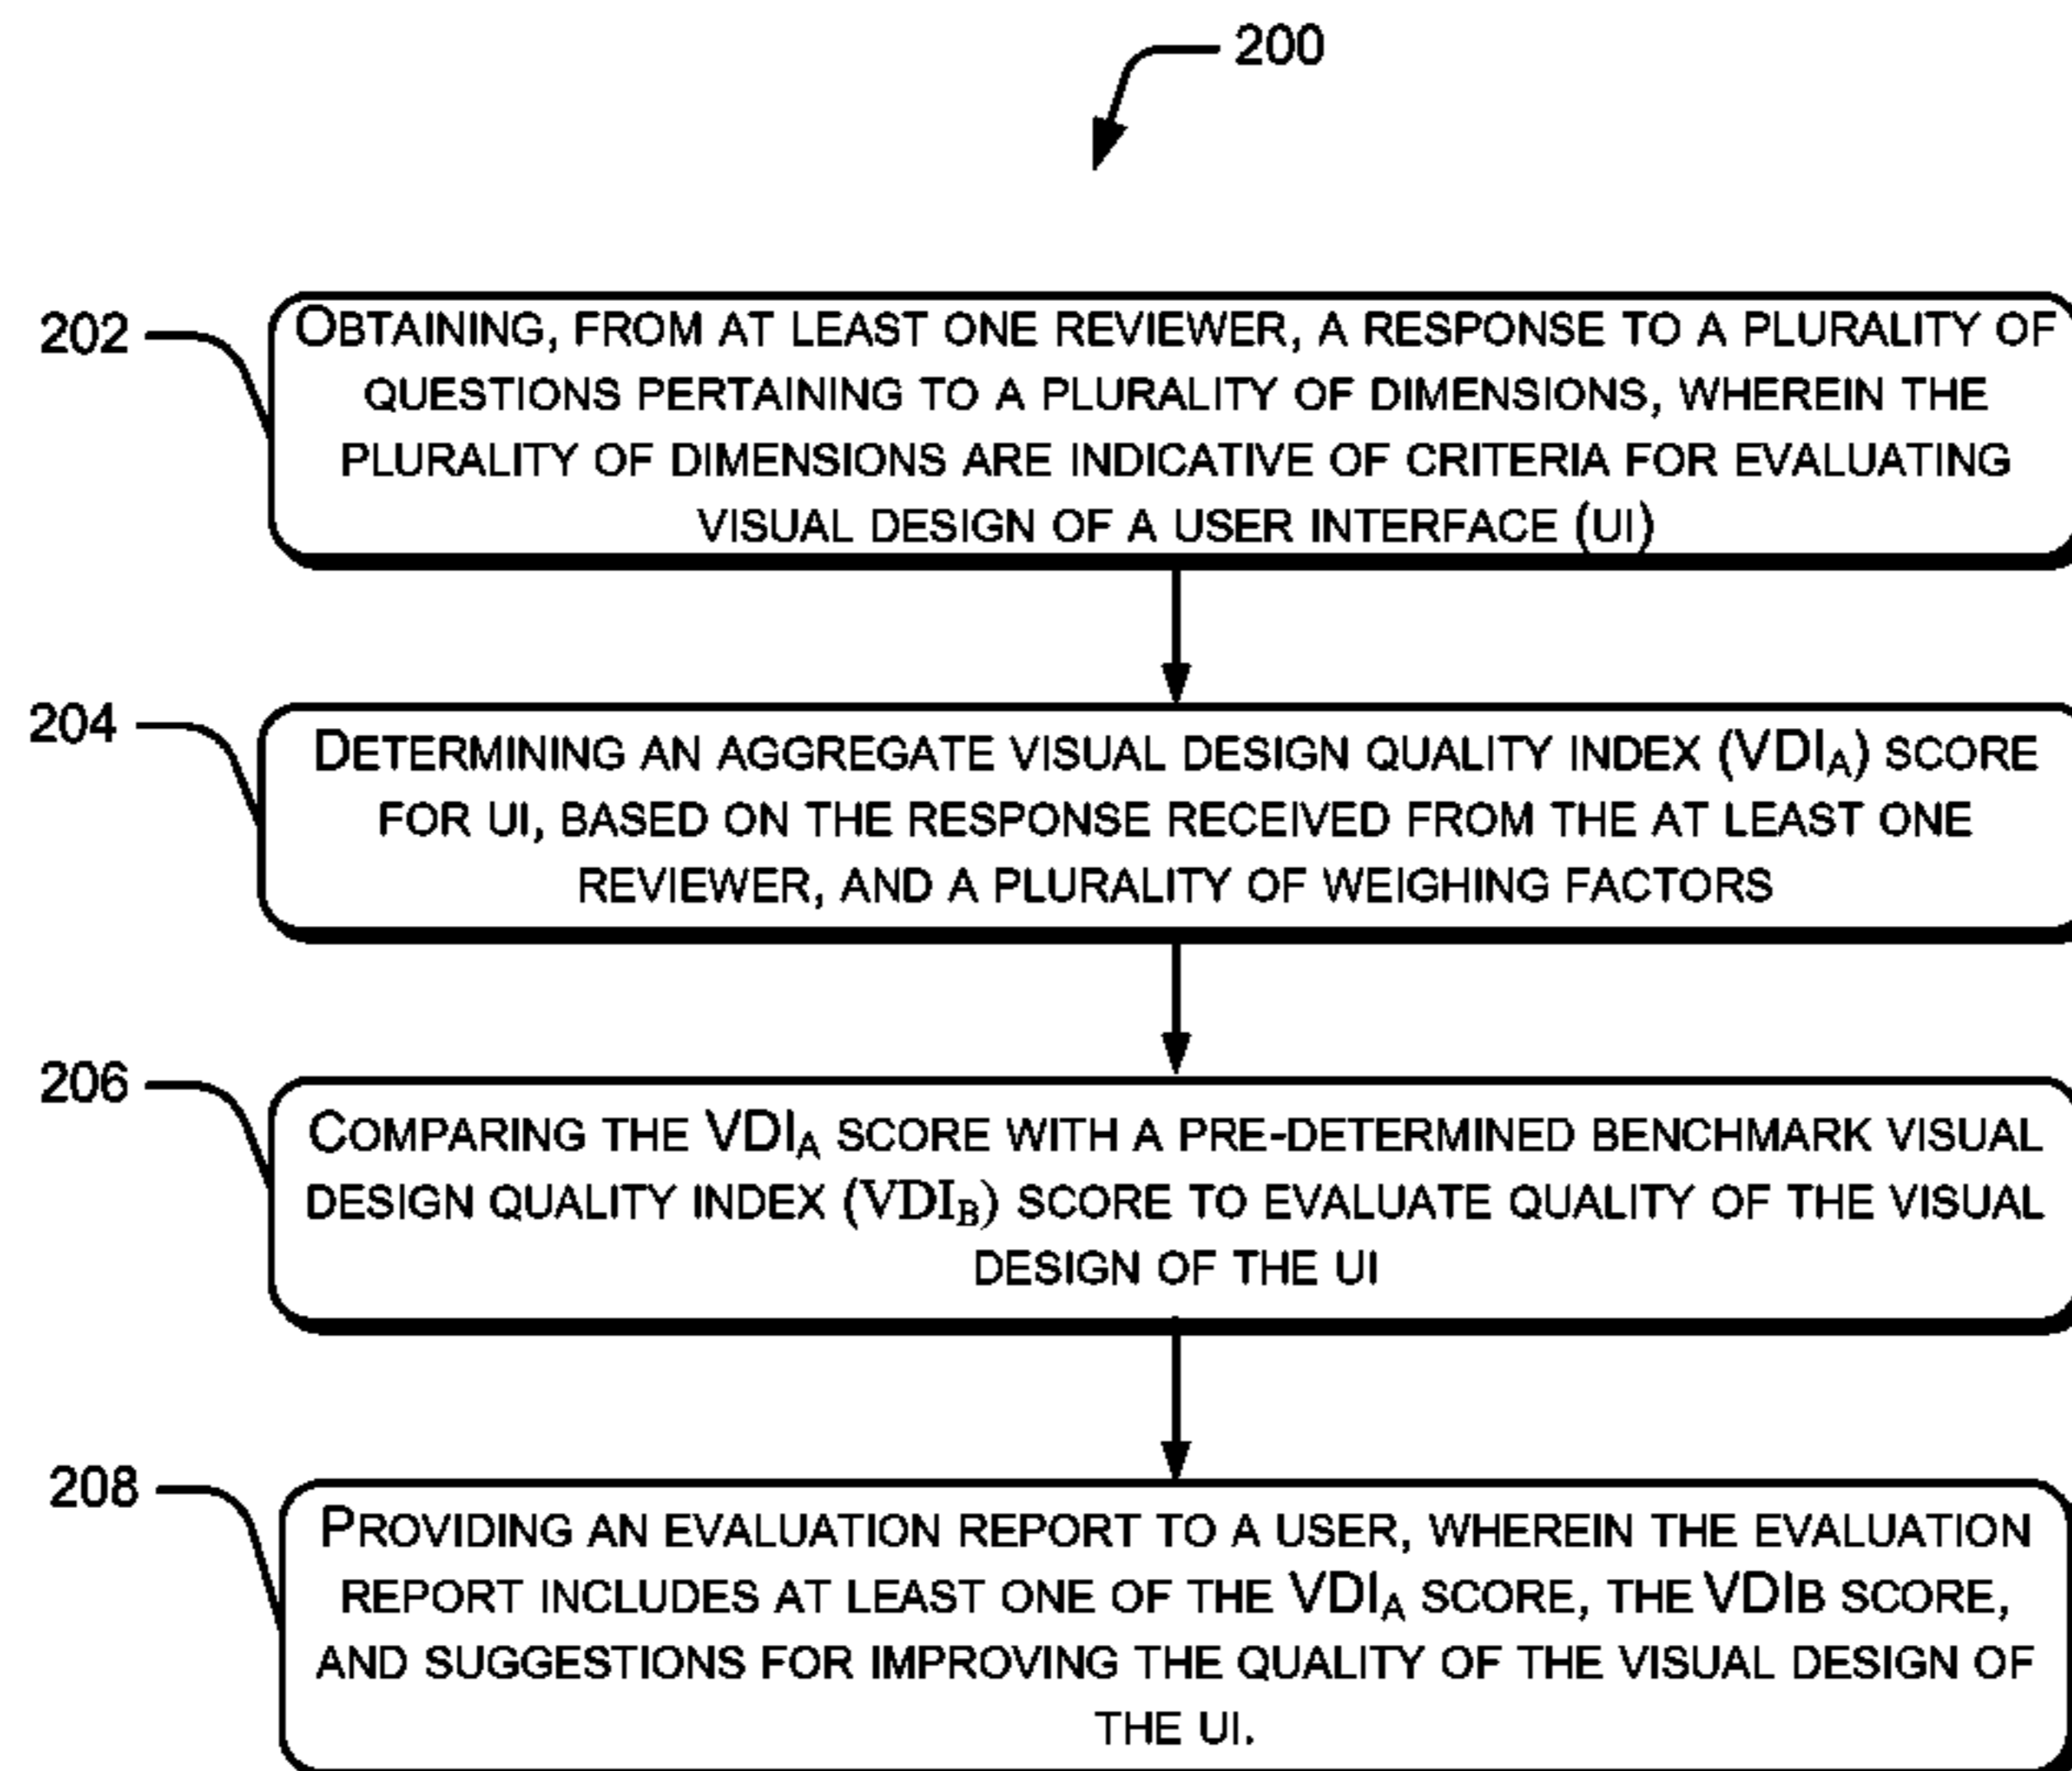 200
202
OBTAINING, FROM AT LEAST ONE REVIEWER, A RESPONSE TO A PLURALITY OF
QUESTIONS PERTAINING TO A PLURALITY OF DIMENSIONS, WHEREIN THE
PLURALITY OF DIMENSIONS ARE INDICATIVE OF CRITERIA FOR EVALUATING
VISUAL DESIGN OF A USER INTERFACE (UI)
204
DETERMINING AN AGGREGATE VISUAL DESIGN QUALITY INDEX (VDIA) SCORE
FOR UI, BASED ON THE RESPONSE RECEIVED FROM THE AT LEAST ONE
REVIEWER, AND A PLURALITY OF WEIGHING FACTORS
206
COMPARING THE VDIA SCORE WITH A PRE-DETERMINED BENCHMARK VISUAL
DESIGN QUALITY INDEX (VDIB) SCORE TO EVALUATE QUALITY OF THE VISUAL
DESIGN OF THE UI
208
PROVIDING AN EVALUATION REPORT TO A USER, WHEREIN THE EVALUATION
REPORT INCLUDES AT LEAST ONE OF THE VDIA SCORE, THE VDIB SCORE,
AND SUGGESTIONS FOR IMPROVING THE QUALITY OF THE VISUAL DESIGN OF
THE UI.